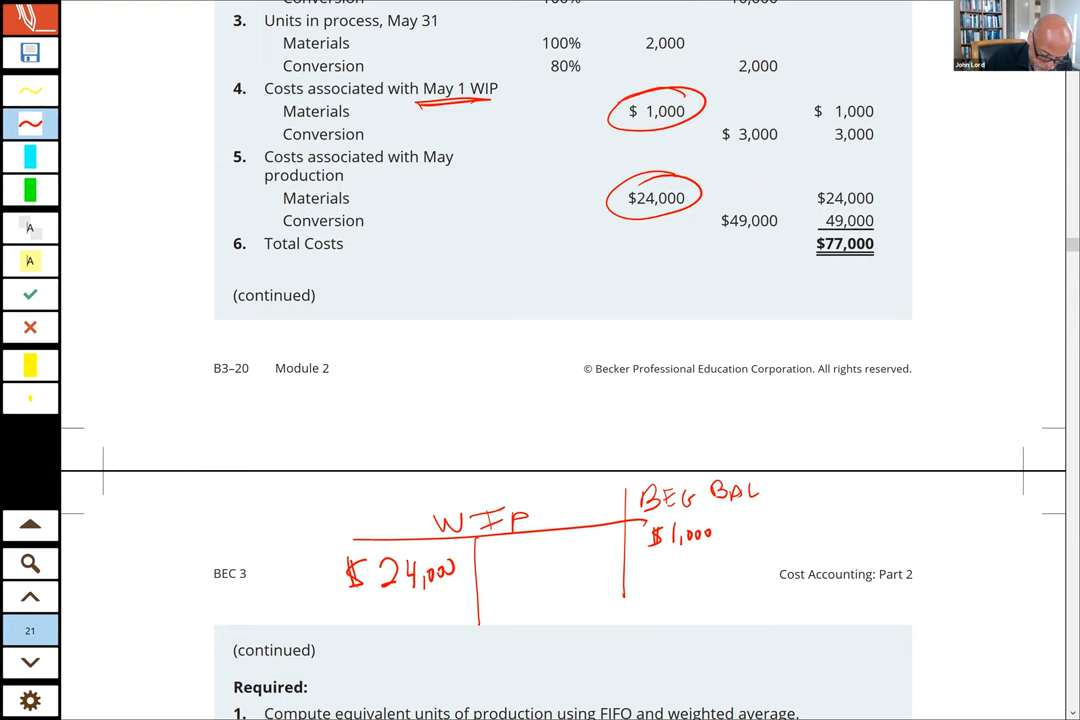 John Lord
3. Units in process, May 31
Materials 100% 2,000
Conversion 80% 2,000
4. Costs associated with May 1 WIP
Materials $ 1,000 $ 1,000
Conversion $ 3,000 3,000
5. Costs associated with May
production
Materials $24,000 $24,000
Conversion $49,000 49,000
6. Total Costs $77,000
(continued)
B3–20 Module 2 © Becker Professional Education Corporation. All rights reserved.
WIP BEG BAL
$24,000 $1,000
BEC 3 Cost Accounting: Part 2
(continued)
Required:
1. Compute equivalent units of production using FIFO and weighted average.
A
A
21